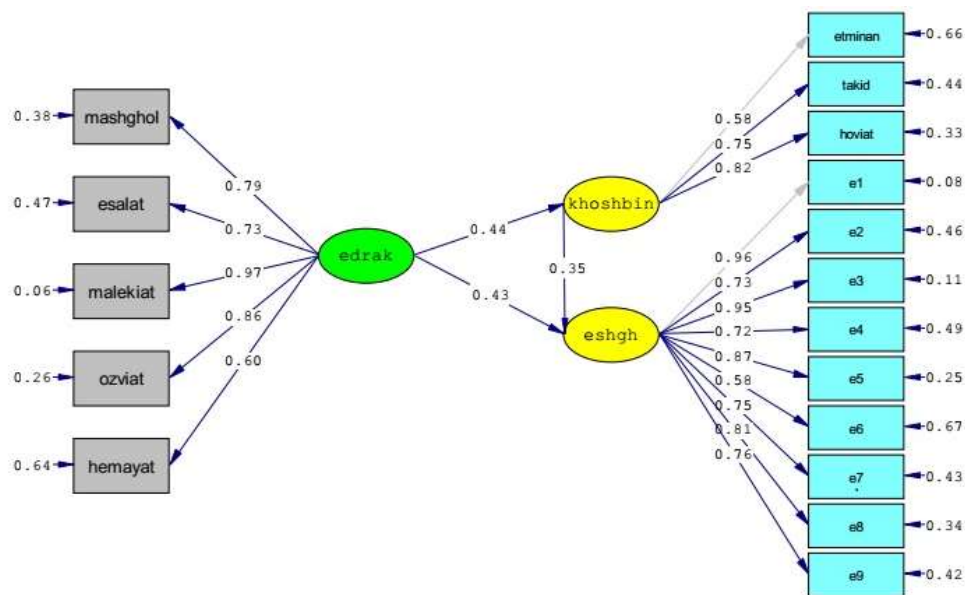 0.38
mashghol
0.79
0.47
esalat
0.73
0.06
malekiat
0.97
0.26
ozviat
0.86
0.64
hemayat
0.60
edrak
0.44
0.43
khoshbin
0.35
eshgh
0.58
0.75
0.82
0.96
0.73
0.95
0.72
0.87
0.58
0.75
0.81
0.76
etminan
0.66
takid
0.44
hoviat
0.33
e1
0.08
e2
0.46
e3
0.11
e4
0.49
e5
0.25
e6
0.67
e7
0.43
e8
0.34
e9
0.42